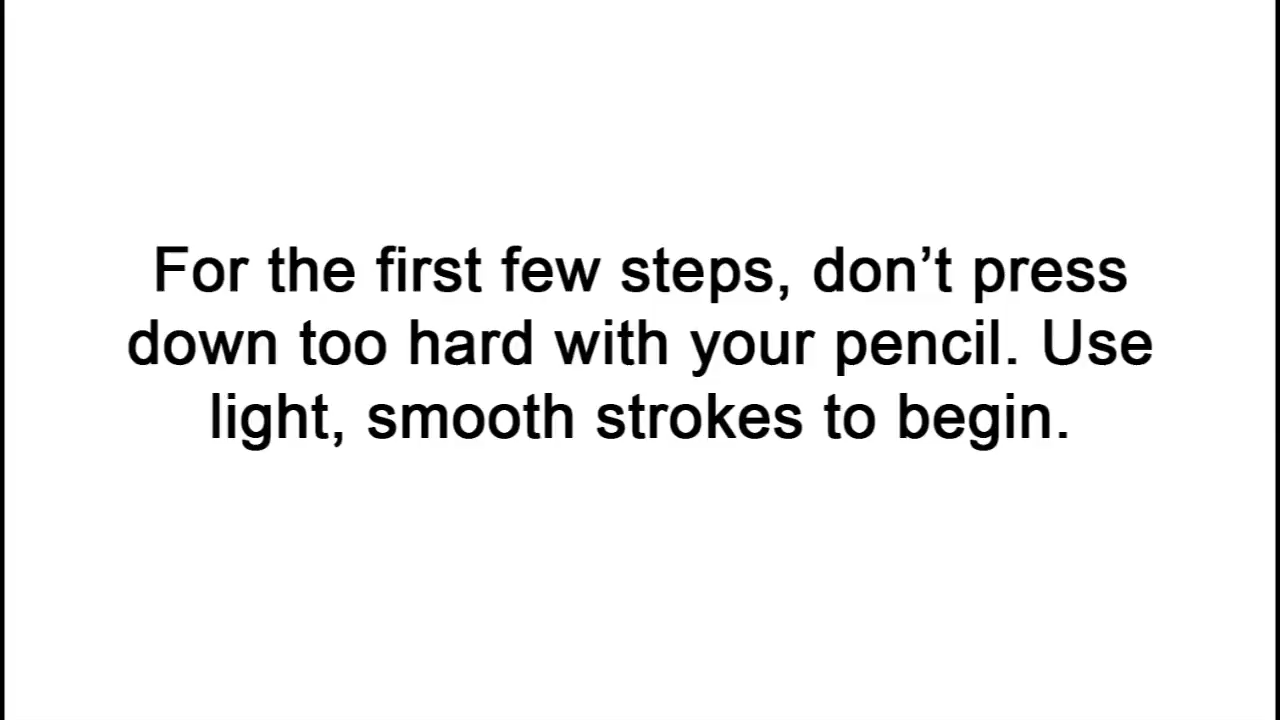 For the first few steps, don’t press
down too hard with your pencil. Use
light, smooth strokes to begin.